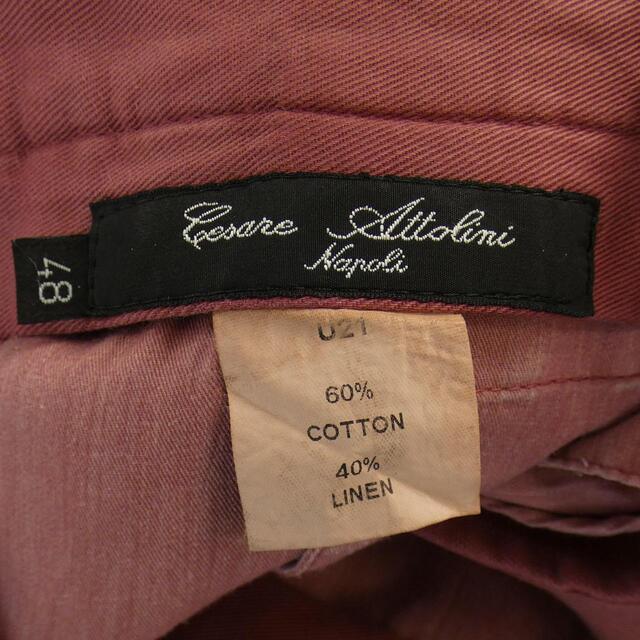 Cesare Attolini
Napoli
48
U21
60%
COTTON
40%
LINEN